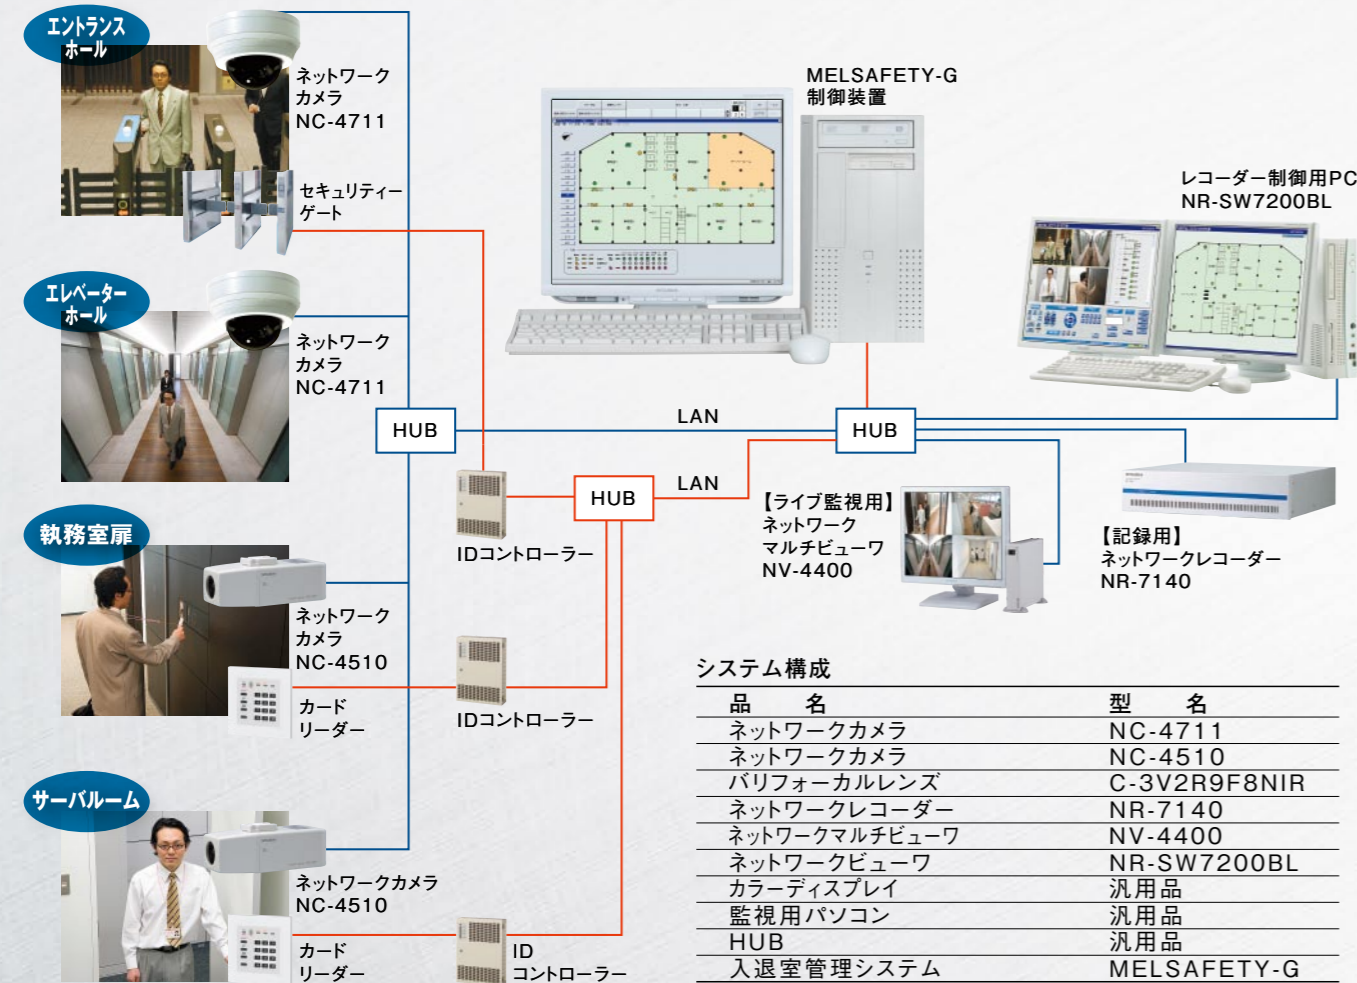 エントランス
ホール
ネットワーク
カメラ
NC-4711
セキュリティー
ゲート
エレベーター
ホール
ネットワーク
カメラ
NC-4711
執務室扉
ネットワーク
カメラ
NC-4510
カード
リーダー
サーバルーム
ネットワークカメラ
NC-4510
カード
リーダー
HUB
LAN
HUB
IDコントローラー
HUB
LAN
IDコントローラー
ID
コントローラー
MELSAFETY-G
制御装置
レコーダー制御用PC
NR-SW7200BL
【ライブ監視用】
ネットワーク
マルチビューワ
NV-4400
【記録用】
ネットワークレコーダー
NR-7140
システム構成
品　名 型　名
ネットワークカメラ NC-4711
ネットワークカメラ NC-4510
バリフォーカルレンズ C-3V2R9F8NIR
ネットワークレコーダー NR-7140
ネットワークマルチビューワ NV-4400
ネットワークビューワ NR-SW7200BL
カラーディスプレイ 汎用品
監視用パソコン 汎用品
HUB 汎用品
入退室管理システム MELSAFETY-G